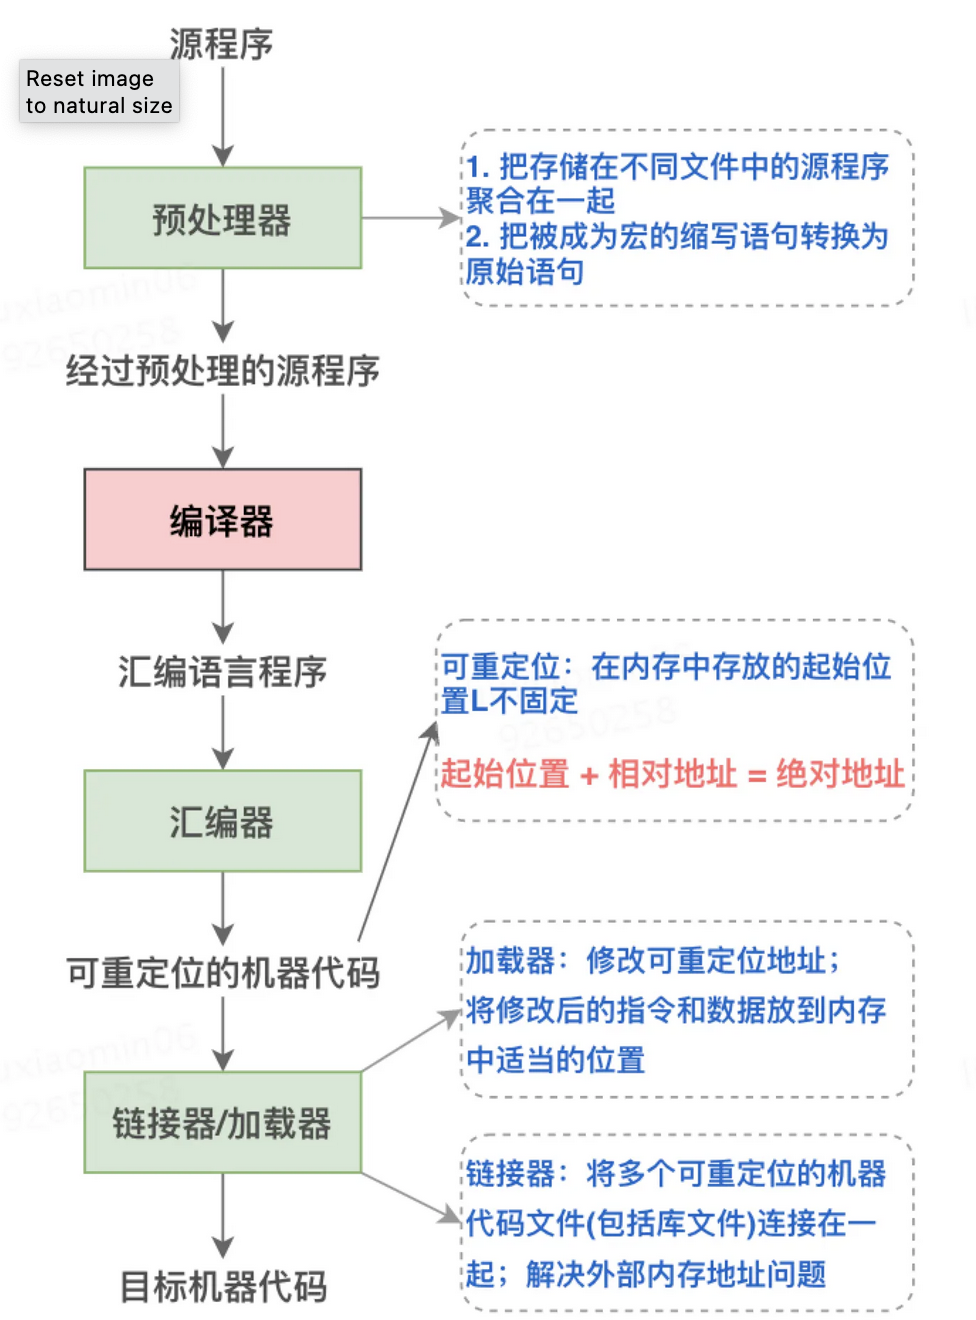 源程序
Reset image
to natural size
预处理器
1. 把存储在不同文件中的源程序
聚合在一起
2. 把被成为宏的缩写语句转换为
原始语句
uxiaomin06
92650258
经过预处理的源程序
编译器
汇编语言程序
可重定位：在内存中存放的起始位
置L不固定
92650258
起始位置 + 相对地址 = 绝对地址
汇编器
可重定位的机器代码
加载器：修改可重定位地址；
将修改后的指令和数据放到内存
中适当的位置
uxiaomin06
92650258
链接器/加载器
链接器：将多个可重定位的机器
代码文件(包括库文件)连接在一
起；解决外部内存地址问题
目标机器代码